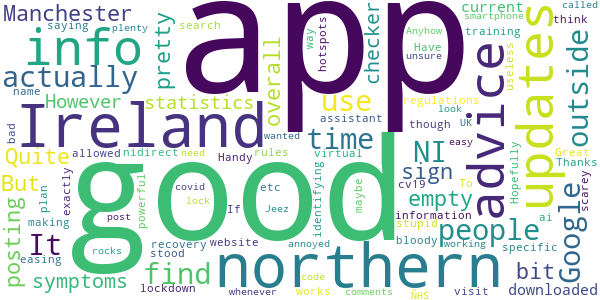 Manchester
saying
plenty
search
app
current
smartphone
called
info
pretty
hotspots
way
Anyhow
Have
unsure
training
think
actually
checker
advice
updates
useless
outside
However
statistics
overall
use
regulations
Ireland
assistant
though
look
UK
name
bad
time
wanted
easy
Quite
allowed
nidirect
Handy
rules
virtual
NI
Great
need
But
good
sign
Hopefully
Thanks
To
exactly
plan
powerful
If
covid
etc
identifying
maybe
cv19
empty
Google
scarey
It
making
post
lock
Jeez
people
information
ai
posting
recovery
website
annoyed
stupid
bloody
working
specific
easing
stood
rocks
northern
bit
symptoms
find
code
downloaded
lockdown
whenever
works
comments
NHS
visit